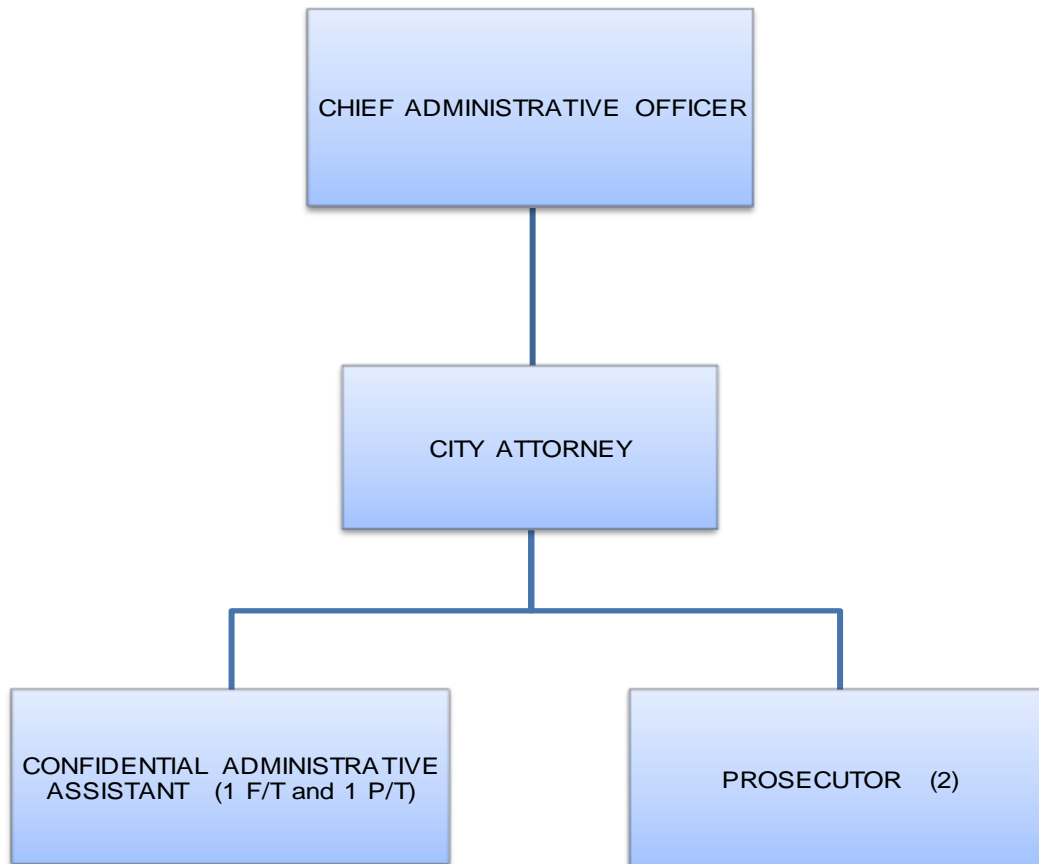 CHIEF ADMINISTRATIVE OFFICER
CITY ATTORNEY
CONFIDENTIAL ADMINISTRATIVE
ASSISTANT (1 F/T and 1 P/T)
PROSECUTOR (2)